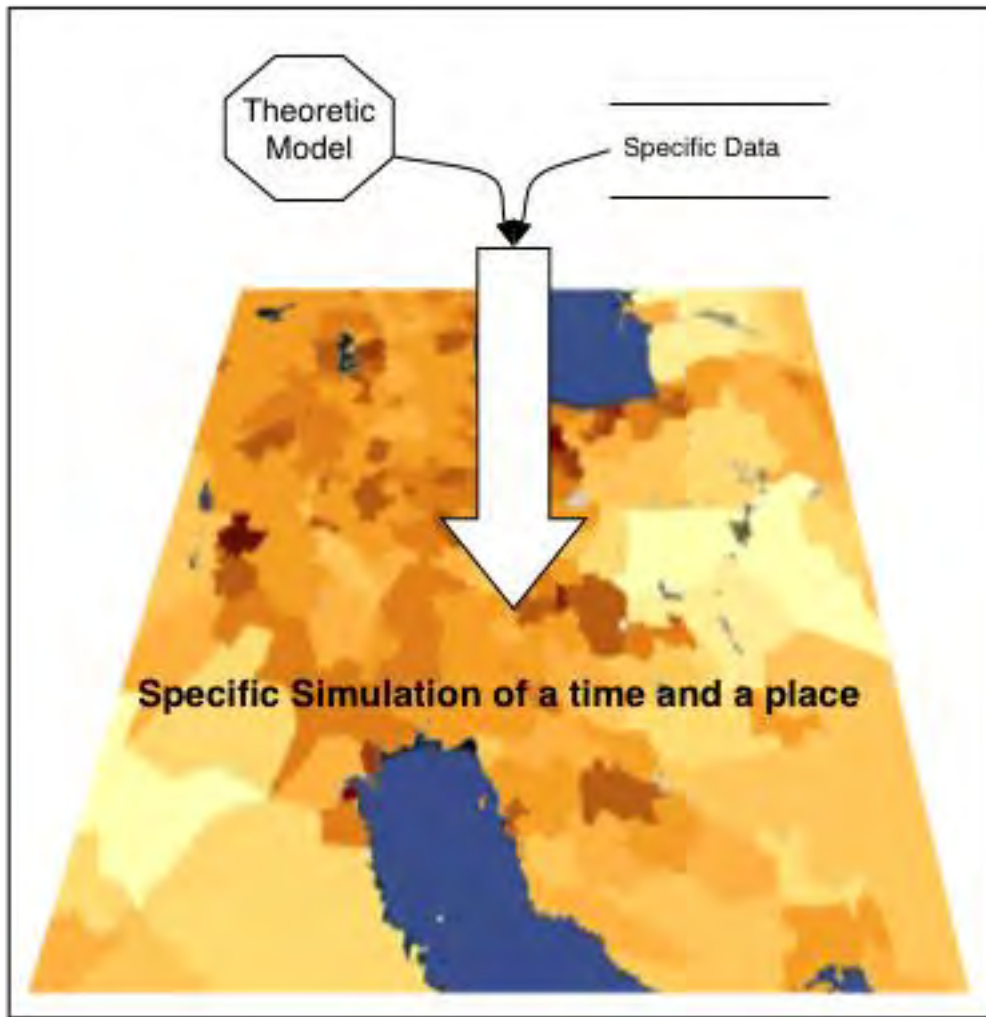 Theoretic
Model
Specific Data
Specific Simulation of a time and a place